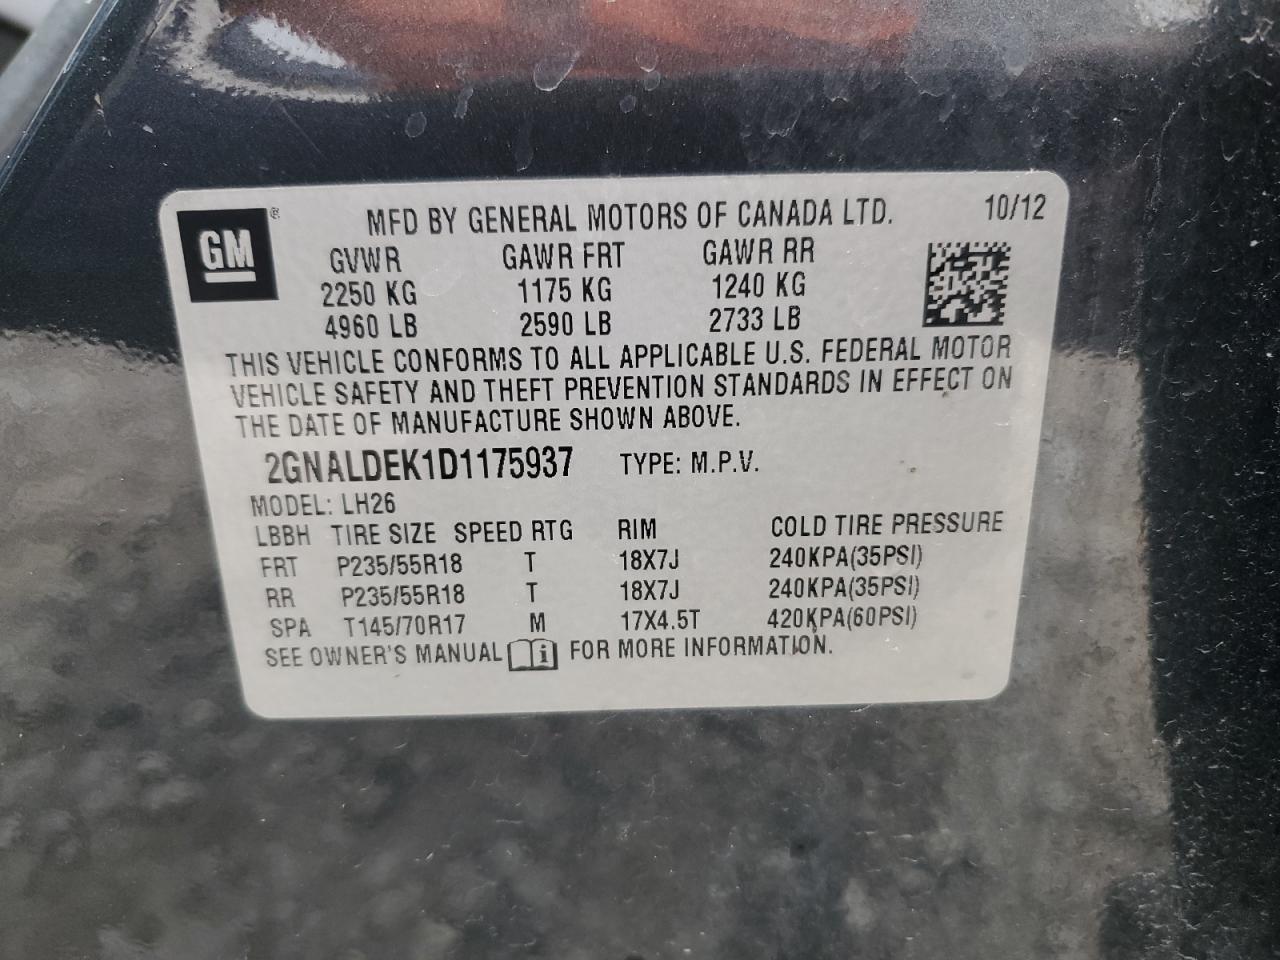 GM ®
MFD BY GENERAL MOTORS OF CANADA LTD. 10/12
GVWR GAWR FRT GAWR RR
2250 KG 1175 KG 1240 KG
4960 LB 2590 LB 2733 LB
THIS VEHICLE CONFORMS TO ALL APPLICABLE U.S. FEDERAL MOTOR
VEHICLE SAFETY AND THEFT PREVENTION STANDARDS IN EFFECT ON
THE DATE OF MANUFACTURE SHOWN ABOVE.
2GNALDEK1D1175937 TYPE: M.P.V.
MODEL: LH26
LBBH TIRE SIZE SPEED RTG RIM COLD TIRE PRESSURE
FRT P235/55R18 T 18X7J 240KPA(35PSI)
RR P235/55R18 T 18X7J 240KPA(35PSI)
SPA T145/70R17 M 17X4.5T 420KPA(60PSI)
SEE OWNER'S MANUAL i FOR MORE INFORMATION.